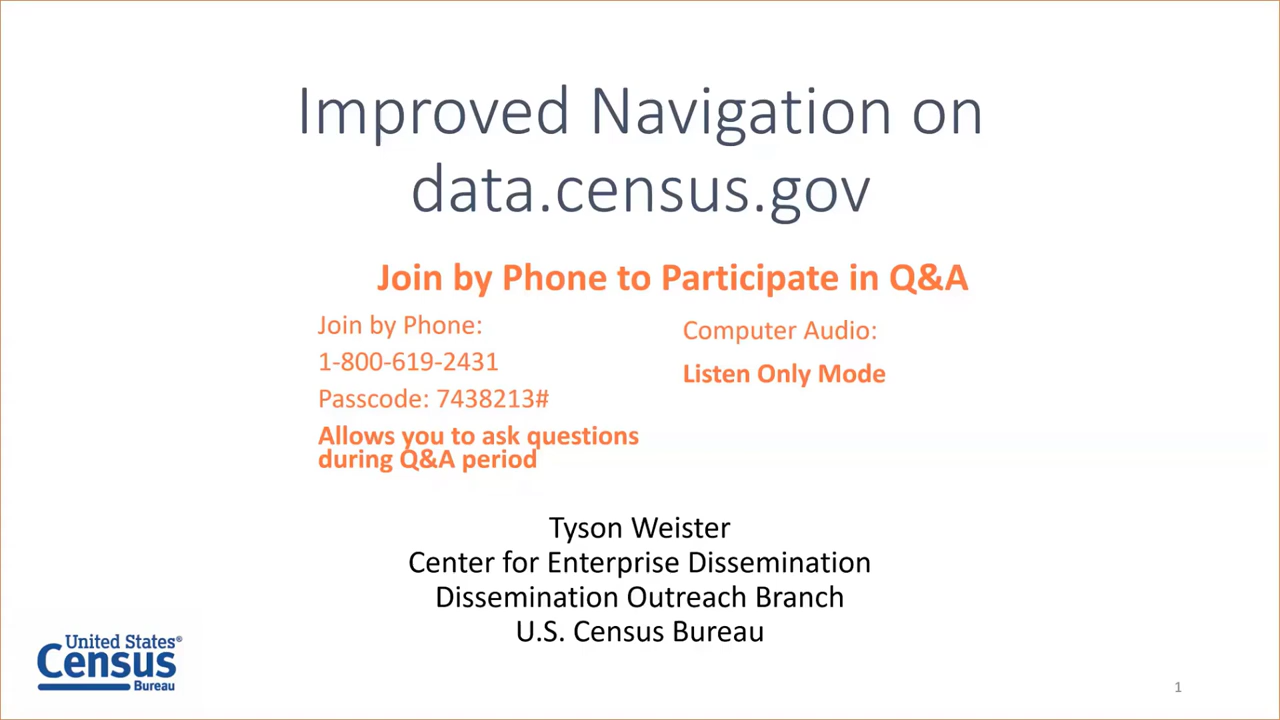 Improved Navigation on
data.census.gov
Join by Phone to Participate in Q&A
Join by Phone:
1-800-619-2431
Passcode: 7438213#
Allows you to ask questions
during Q&A period
Computer Audio:
Listen Only Mode
Tyson Weister
Center for Enterprise Dissemination
Dissemination Outreach Branch
U.S. Census Bureau
United States®
Census
Bureau
1